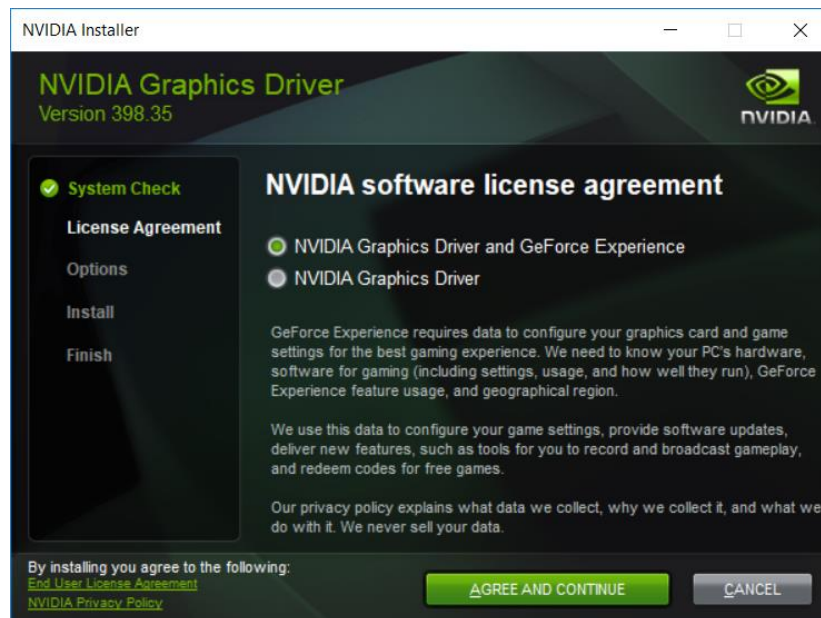 NVIDIA Installer
NVIDIA Graphics Driver
Version 398.35
NVIDIA.
System Check
License Agreement
Options
Install
Finish
NVIDIA software license agreement
NVIDIA Graphics Driver and GeForce Experience
NVIDIA Graphics Driver
GeForce Experience requires data to configure your graphics card and game
settings for the best gaming experience. We need to know your PC's hardware,
software for gaming (including settings, usage, and how well they run), GeForce
Experience feature usage, and geographical region.
We use this data to configure your game settings, provide software updates,
deliver new features, such as tools for you to record and broadcast gameplay,
and redeem codes for free games.
Our privacy policy explains what data we collect, why we collect it, and what we
do with it. We never sell your data.
By installing you agree to the following:
End User License Agreement
NVIDIA Privacy Policy
AGREE AND CONTINUE
CANCEL